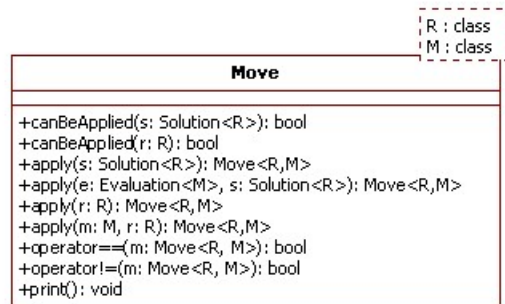 R : class
M : class
Move
+canBeApplied(s: Solution<R>): bool
+canBeApplied(r: R): bool
+apply(s: Solution<R>): Move<R,M>
+apply(e: Evaluation<M>, s: Solution<R>): Move<R,M>
+apply(r: R): Move<R,M>
+apply(m: M, r: R): Move<R,M>
+operator==(m: Move<R, M>): bool
+operator!=(m: Move<R, M>): bool
+print(): void